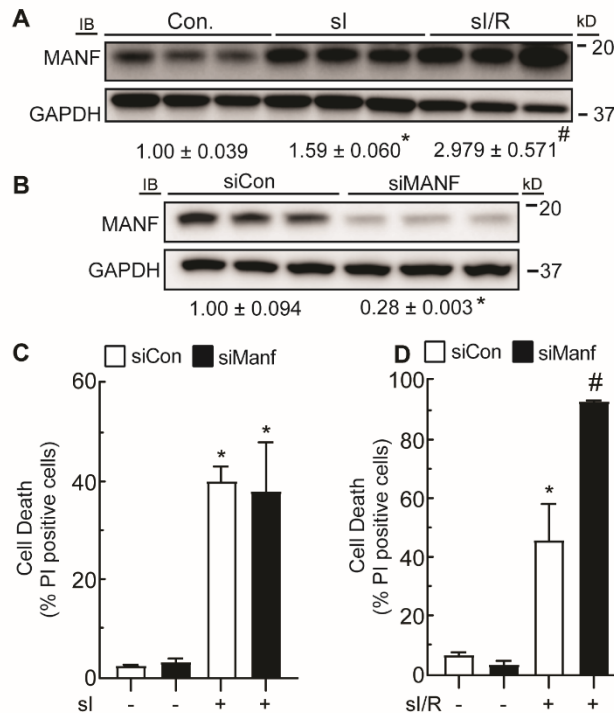 A IB Con. sI sI/R kD
MANF - 20
GAPDH - 37
1.00 ± 0.039 1.59 ± 0.060* 2.979 ± 0.571#
B IB siCon siMANF kD
MANF - 20
GAPDH -37
1.00 ± 0.094 0.28 ± 0.003*
C siCon siManf
Cell Death
(% PI positive cells)
60
40
20
0
* *
sI - - + +
D siCon siManf
Cell Death
(% PI positive cells)
100
80
60
40
20
0
* #
sI/R - - + +